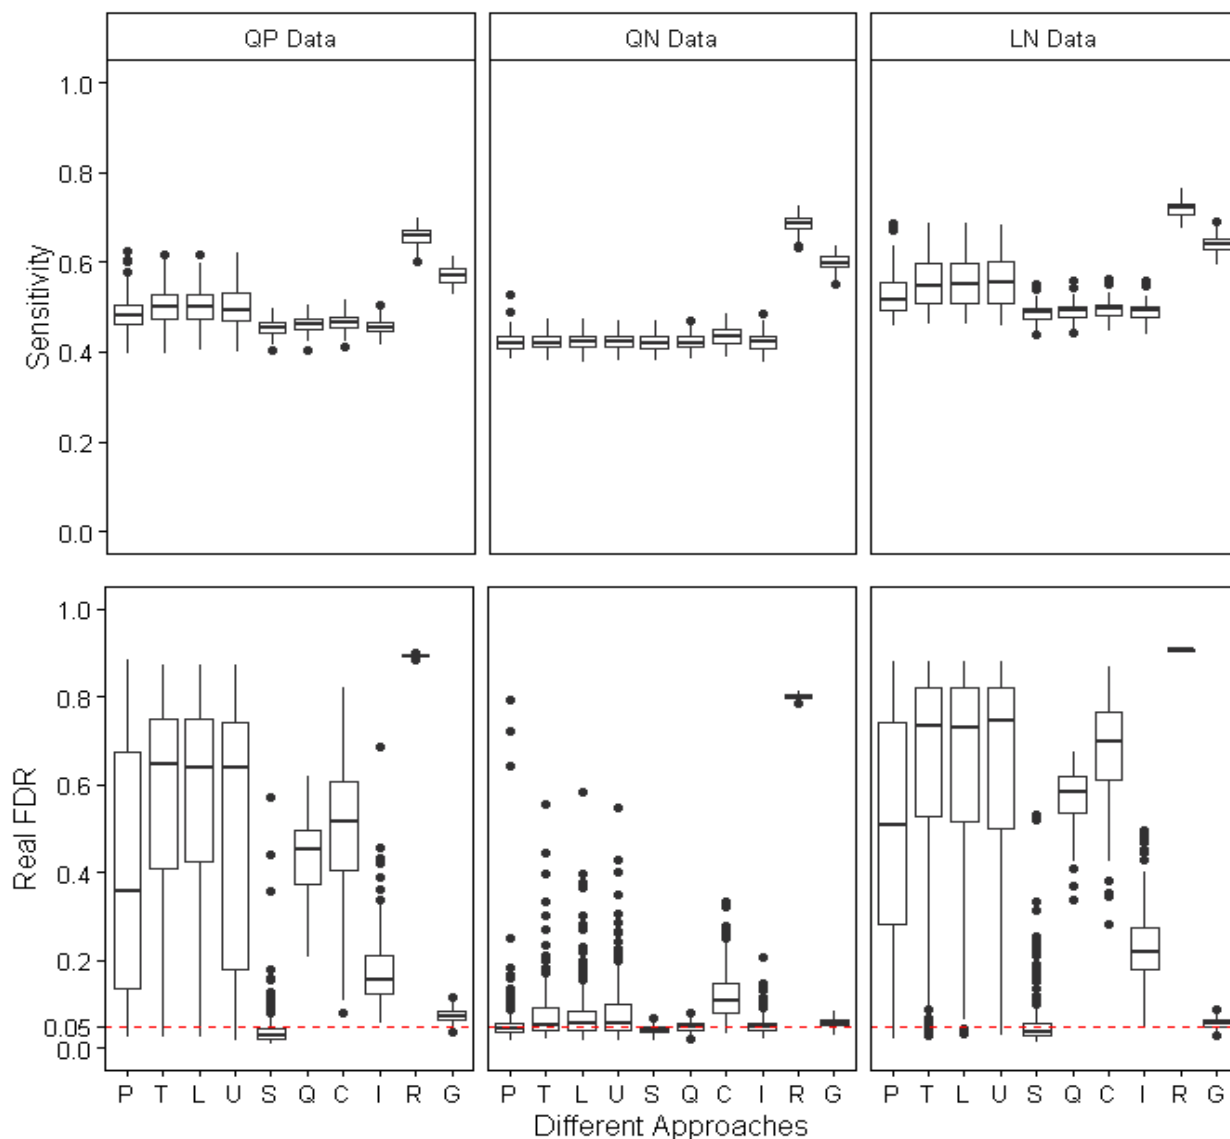 QP Data QN Data LN Data
1.0
0.8
0.6
0.4
0.2
0.0
Sensitivity
1.0
0.8
0.6
0.4
0.2
0.05
0.0
Real FDR
P T L U S Q C I R G P T L U S Q C I R G P T L U S Q C I R G
Different Approaches